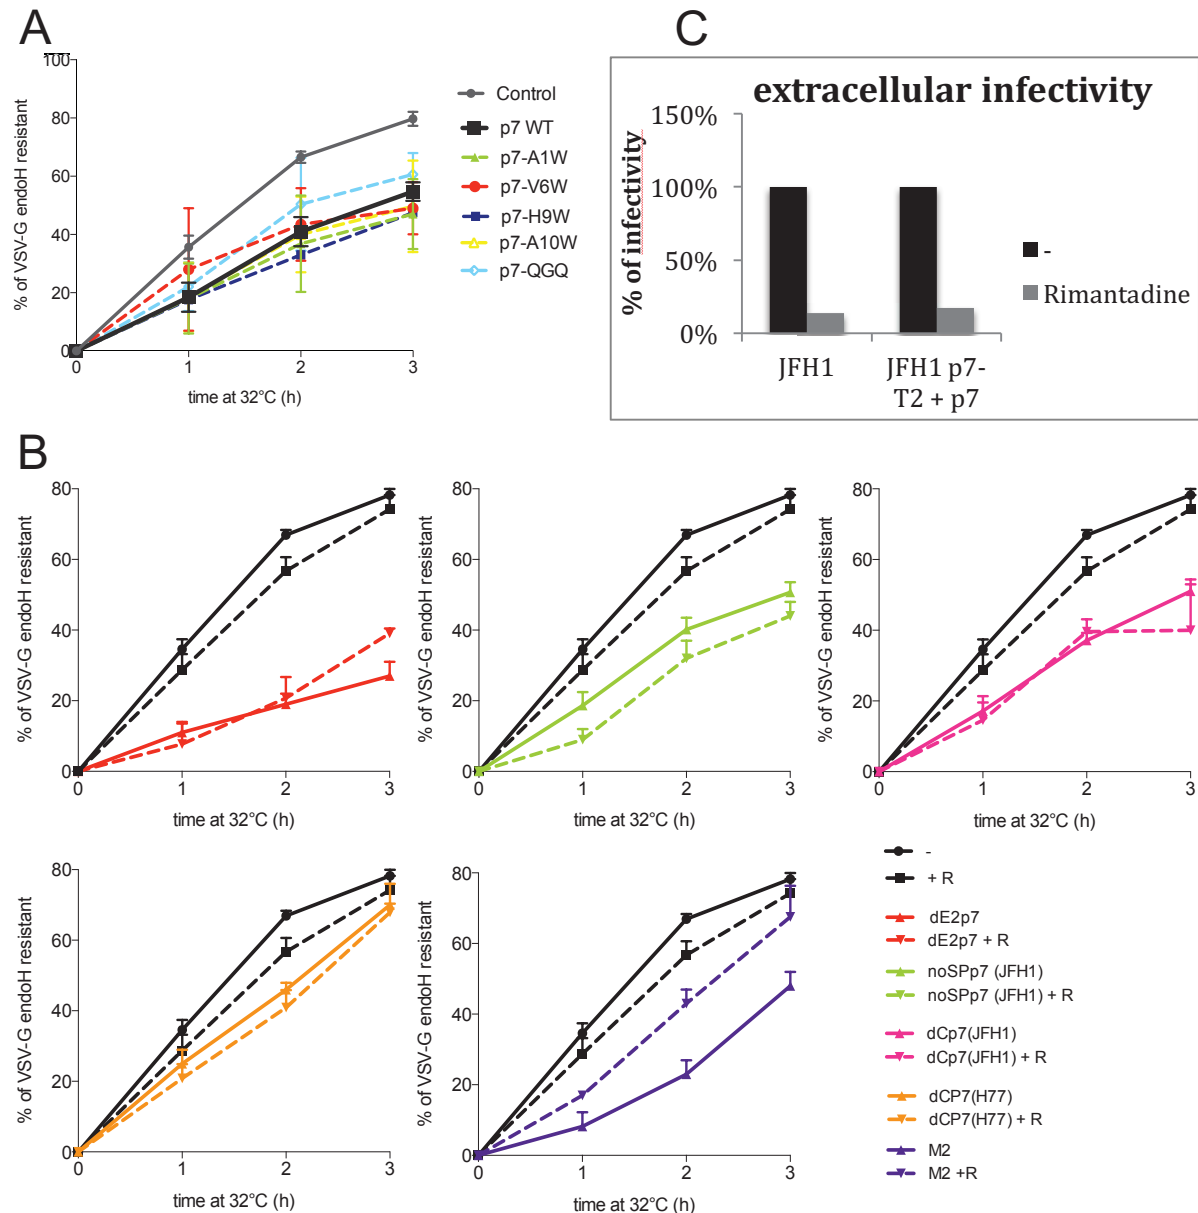 A
100
80
60
40
20
0
0
1
2
3
% of VSV-G endoH resistant
time at 32°C (h)
Control
p7 WT
p7-A1W
p7-V6W
p7-H9W
p7-A10W
p7-QGQ
C
extracellular infectivity
150%
100%
50%
0%
% of infectivity
JFH1
JFH1 p7-
T2 + p7
-
Rimantadine
B
80
60
40
20
0
0
1
2
3
% of VSV-G endoH resistant
time at 32°C (h)
80
60
40
20
0
0
1
2
3
% of VSV-G endoH resistant
time at 32°C (h)
80
60
40
20
0
0
1
2
3
% of VSV-G endoH resistant
time at 32°C (h)
80
60
40
20
0
0
1
2
3
% of VSV-G endoH resistant
time at 32°C (h)
80
60
40
20
0
0
1
2
3
% of VSV-G endoH resistant
time at 32°C (h)
-
+ R
dE2p7
dE2p7 + R
noSPp7 (JFH1)
noSPp7 (JFH1) + R
dCp7(JFH1)
dCp7(JFH1) + R
dCP7(H77)
dCP7(H77) + R
M2
M2 +R